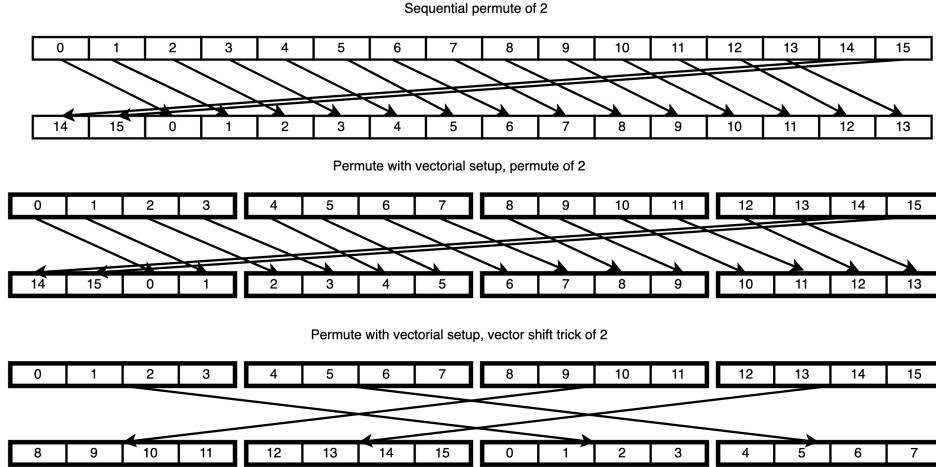 Sequential permute of 2
0 1 2 3 4 5 6 7 8 9 10 11 12 13 14 15
14 15 0 1 2 3 4 5 6 7 8 9 10 11 12 13
Permute with vectorial setup, permute of 2
0 1 2 3 4 5 6 7 8 9 10 11 12 13 14 15
14 15 0 1 2 3 4 5 6 7 8 9 10 11 12 13
Permute with vectorial setup, vector shift trick of 2
0 1 2 3 4 5 6 7 8 9 10 11 12 13 14 15
8 9 10 11 12 13 14 15 0 1 2 3 4 5 6 7